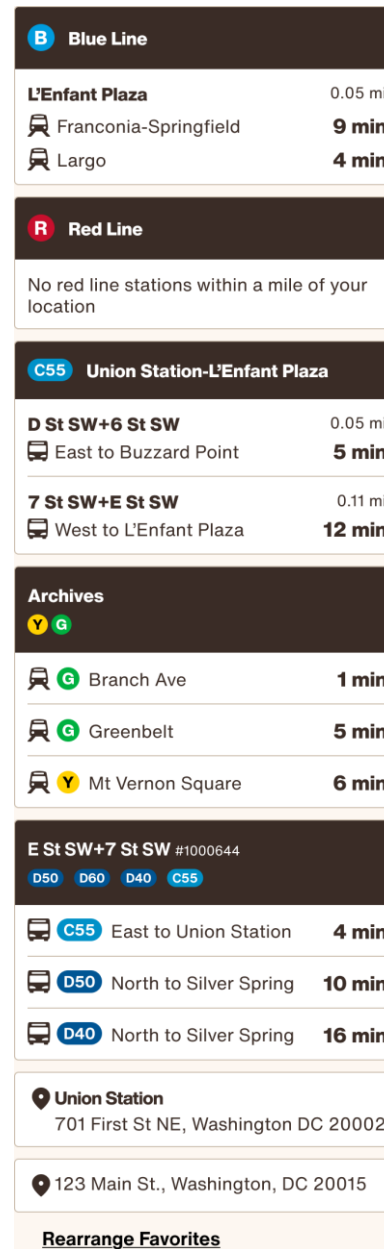 B Blue Line
L'Enfant Plaza 0.05 mi
Franconia-Springfield 9 min
Largo 4 min
R Red Line
No red line stations within a mile of your
location
C55 Union Station-L'Enfant Plaza
D St SW+6 St SW 0.05 mi
East to Buzzard Point 5 min
7 St SW+E St SW 0.11 mi
West to L'Enfant Plaza 12 min
Archives
Y G
G Branch Ave 1 min
G Greenbelt 5 min
Y Mt Vernon Square 6 min
E St SW+7 St SW #1000644
D50 D60 D40 C55
C55 East to Union Station 4 min
D50 North to Silver Spring 10 min
D40 North to Silver Spring 16 min
Union Station
701 First St NE, Washington DC 20002
123 Main St., Washington, DC 20015
Rearrange Favorites